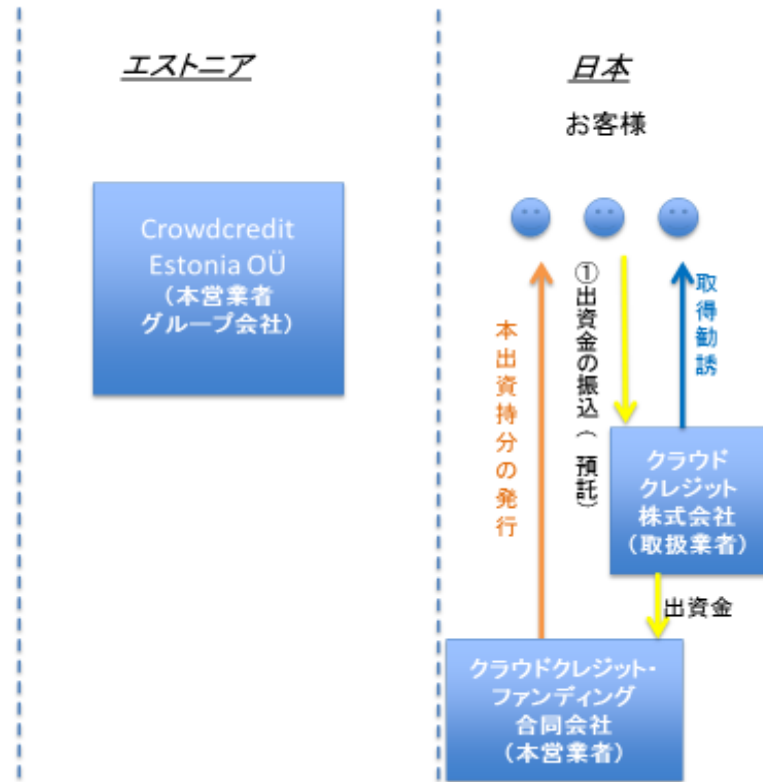 エストニア
日本
お客様
Crowdcredit
Estonia OÜ
(本営業者
グループ会社)
本出資持分の発行
①出資金の振込(預託)
取得勧誘
クラウド
クレジット
株式会社
(取扱業者)
出資金
クラウドクレジット・
ファンディング
合同会社
(本営業者)